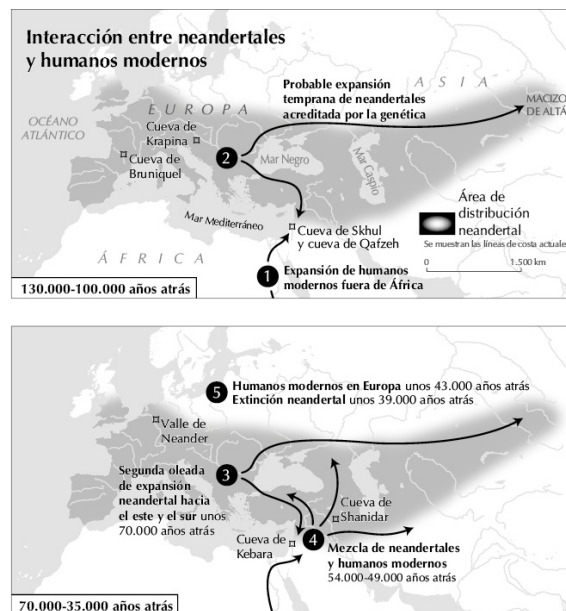 Interacción entre neandertales
y humanos modernos
A S I A
Probable expansión
temprana de neandertales
acreditada por la genética
MACIZO
DE ALTÁ
OCÉANO
ATLÁNTICO
E U R O P A
Cueva de
Krapina
Cueva de
Bruniquel
2
Mar Negro
Mar Caspio
Mar Mediterráneo
Cueva de Skhul
y cueva de Qafzeh
Área de
distribución
neandertal
Se muestran las líneas de costa actuale
0 1.500 km
Á F R I C A
1 Expansión de humanos
modernos fuera de África
130.000-100.000 años atrás
5 Humanos modernos en Europa unos 43.000 años atrás
Extinción neandertal unos 39.000 años atrás
Valle de
Neander
Segunda oleada
de expansión
neandertal hacia
el este y el sur unos
70.000 años atrás
3
Cueva de
Shanidar
Cueva de
Kebara
4
Mezcla de neandertales
y humanos modernos
54.000-49.000 años atrás
70.000-35.000 años atrás